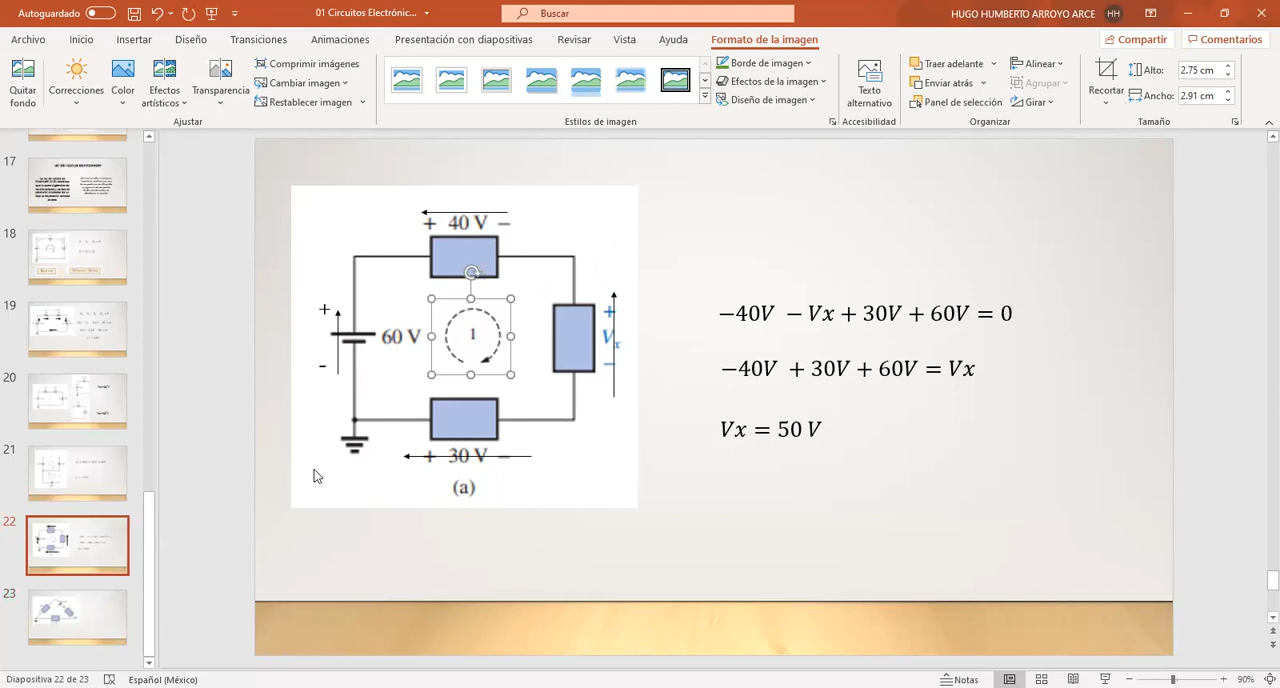 Autoguardado
01 Circuitos Electrónic...
Buscar
HUGO HUMBERTO ARROYO ARCE
HH
Archivo Inicio Insertar Diseño Transiciones Animaciones Presentación con diapositivas Revisar Vista Ayuda Formato de la imagen
Compartir Comentarios
Quitar fondo
Correcciones
Color
Efectos artísticos
Transparencia
Comprimir imágenes
Cambiar imagen
Restablecer imagen
Ajustar
Estilos de imagen
Borde de imagen
Efectos de la imagen
Diseño de imagen
Texto alternativo
Accesibilidad
Traer adelante
Enviar atrás
Panel de selección
Alinear
Agrupar
Girar
Organizar
Recortar
Alto: 2.75 cm
Ancho: 2.91 cm
Tamaño
17
18
19
20
21
22
23
+ 40 V −
+
60 V
-
1
+
Vx
−
+ 30 V −
(a)
−40V − Vx + 30V + 60V = 0
−40V + 30V + 60V = Vx
Vx = 50 V
Diapositiva 22 de 23
Español (México)
Notas
90%